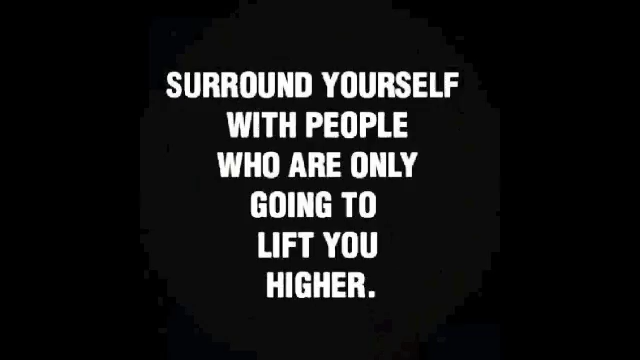 SURROUND YOURSELF
WITH PEOPLE
WHO ARE ONLY
GOING TO
LIFT YOU
HIGHER.